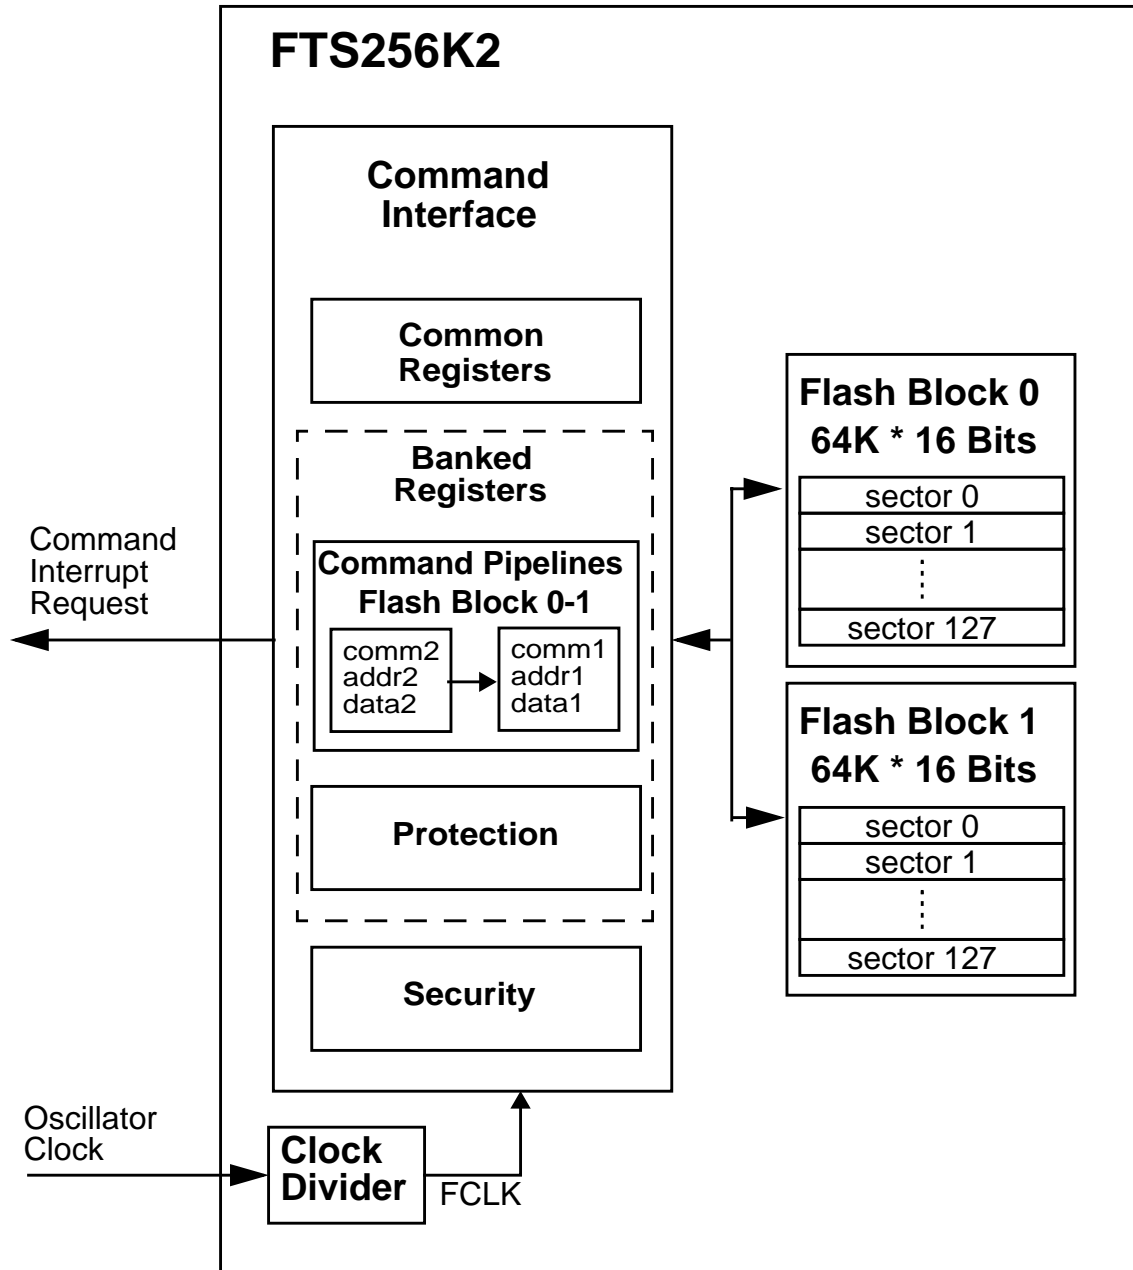 FTS256K2
Command
Interface
Common
Registers
Banked
Registers
Command Pipelines
Flash Block 0-1
comm2
addr2
data2
comm1
addr1
data1
Protection
Security
Command
Interrupt
Request
Oscillator
Clock
Clock
Divider
FCLK
Flash Block 0
64K * 16 Bits
sector 0
sector 1
sector 127
Flash Block 1
64K * 16 Bits
sector 0
sector 1
sector 127